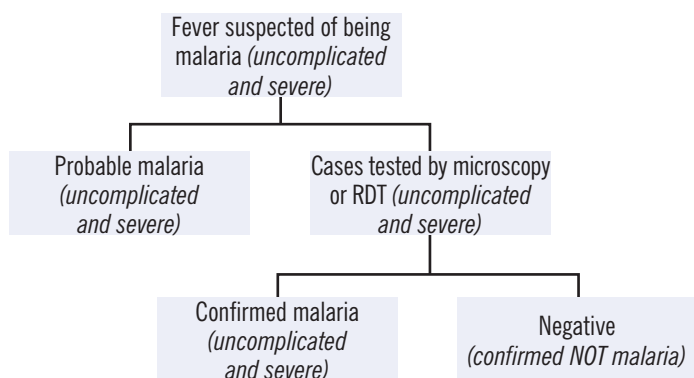 Fever suspected of being
malaria (uncomplicated
and severe)
Probable malaria
(uncomplicated
and severe)
Cases tested by microscopy
or RDT (uncomplicated
and severe)
Confirmed malaria
(uncomplicated
and severe)
Negative
(confirmed NOT malaria)